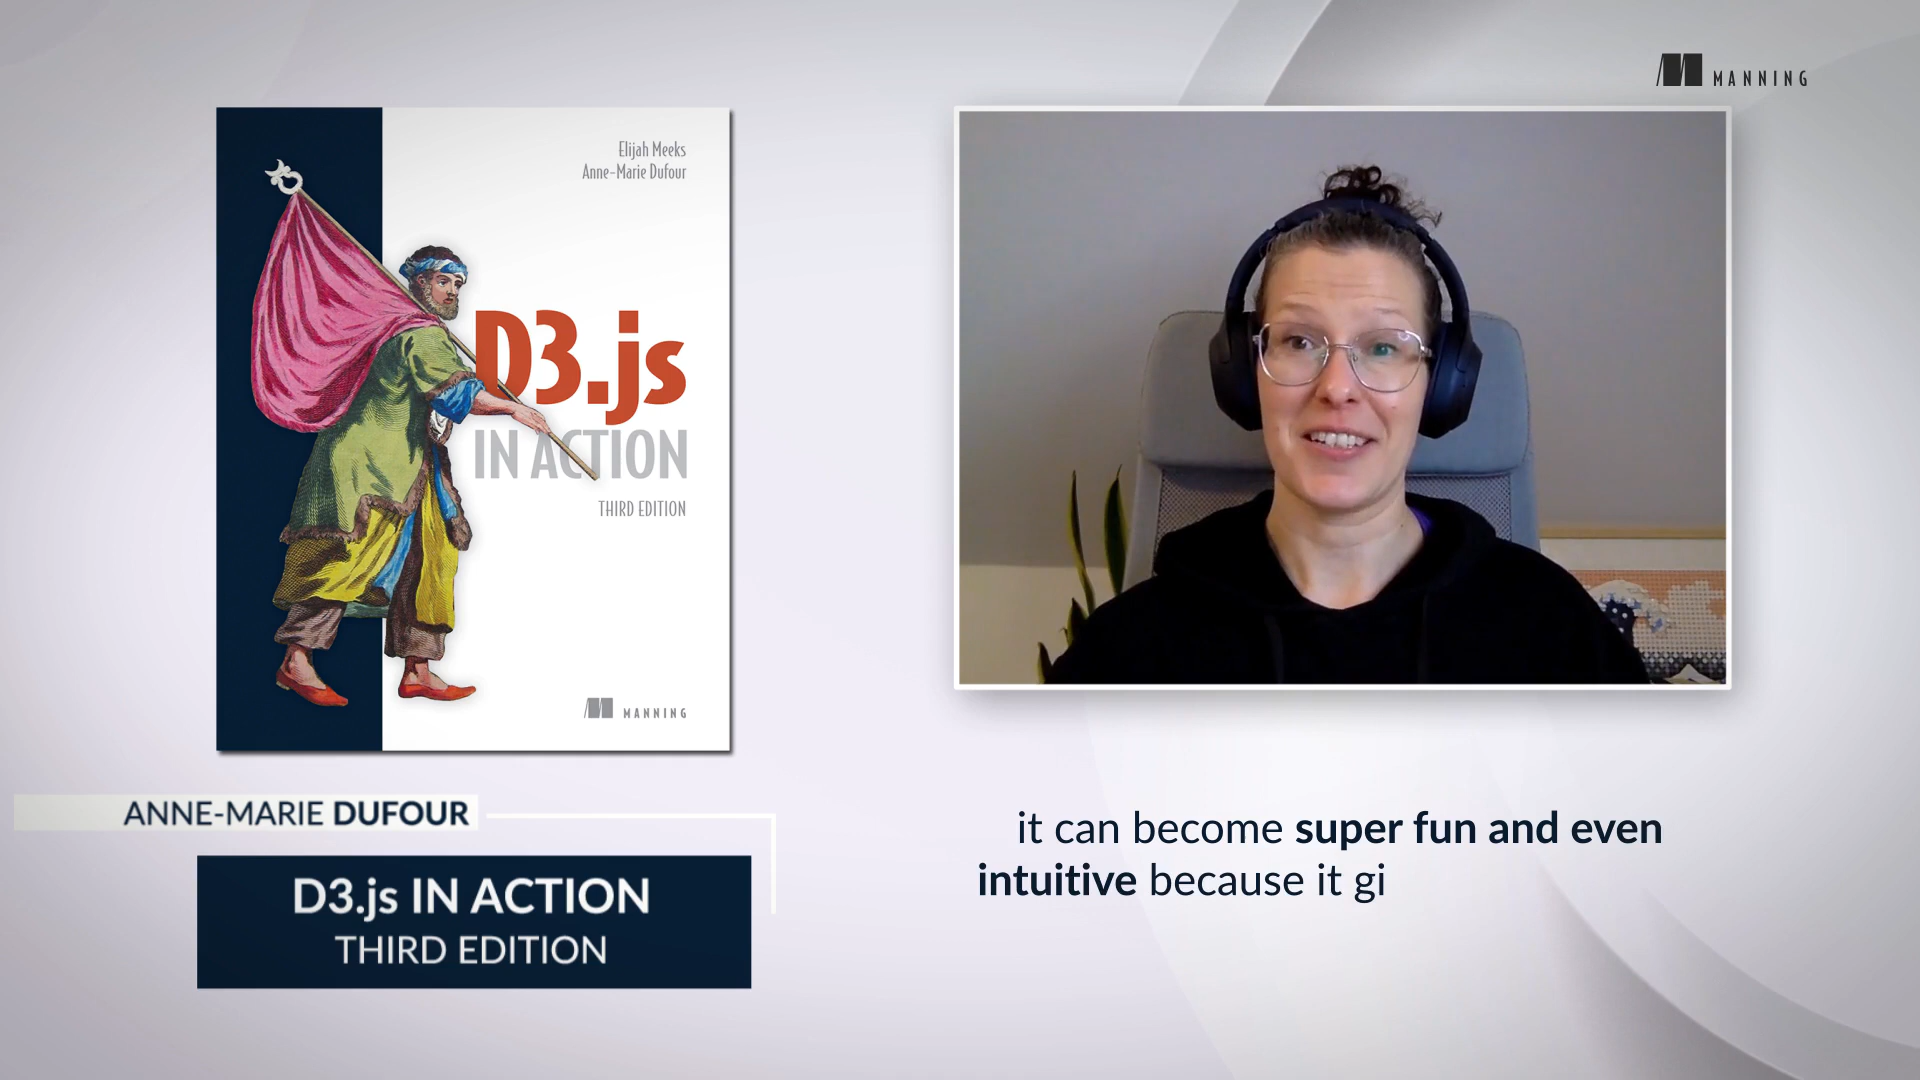 MANNING
Elijah Meeks
Anne-Marie Dufour
D3.js
IN ACTION
THIRD EDITION
MANNING
ANNE-MARIE DUFOUR
D3.js IN ACTION
THIRD EDITION
it can become super fun and even
intuitive because it gi